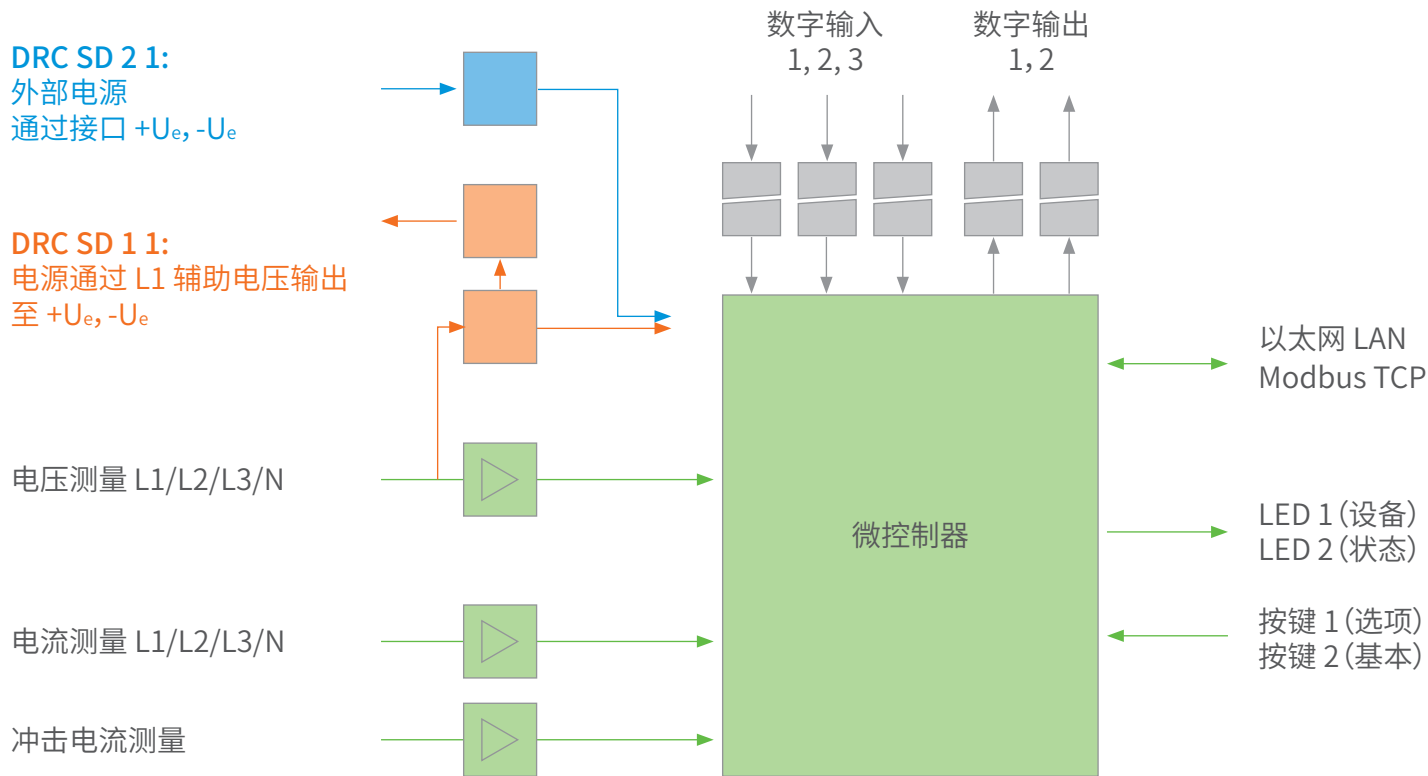 数字输入
1, 2, 3
数字输出
1，2
DRC SD 2 1:
外部电源
通过接口 +Ue，-Ue
DRC SD 1 1:
电源通过 L1 辅助电压输出
至 +Ue，-Ue
以太网 LAN
Modbus TCP
电压测量 L1/L2/L3/N
微控制器
LED 1（设备）
LED 2（状态）
电流测量 L1/L2/L3/N
按键 1（选项）
按键 2（基本）
冲击电流测量